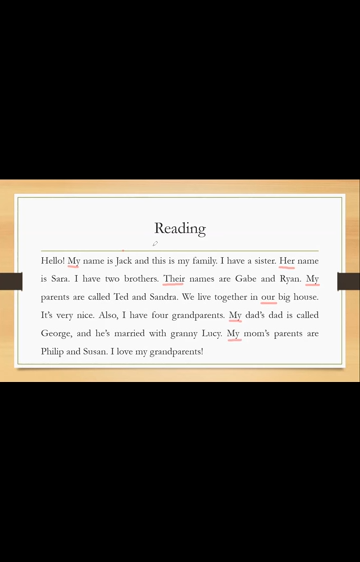 Reading
Hello! My name is Jack and this is my family. I have a sister. Her name
is Sara. I have two brothers. Their names are Gabe and Ryan. My
parents are called Ted and Sandra. We live together in our big house.
It's very nice. Also, I have four grandparents. My dad's dad is called
George, and he's married with granny Lucy. My mom's parents are
Philip and Susan. I love my grandparents!